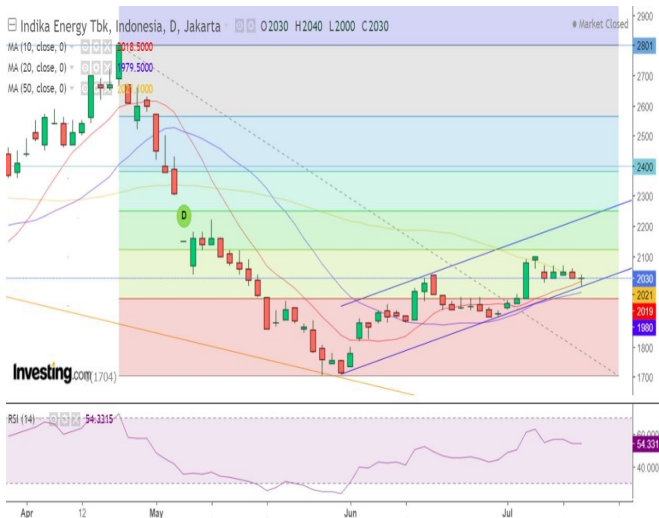 Indika Energy Tbk, Indonesia, D, Jakarta O2030 H2040 L2000 C2030
Market Closed
MA (10, close, 0) 2018.5000
MA (20, close, 0) 1979.5000
MA (50, close, 0)
2900
2801
2700
2600
2500
2400
2300
2200
2100
2030
2021
2019
1980
1800
1700
D
Investing.com
(1704)
RSI (14) 54.3315
60.0000
54.331
40.000
Apr
12
May
Jun
Jul